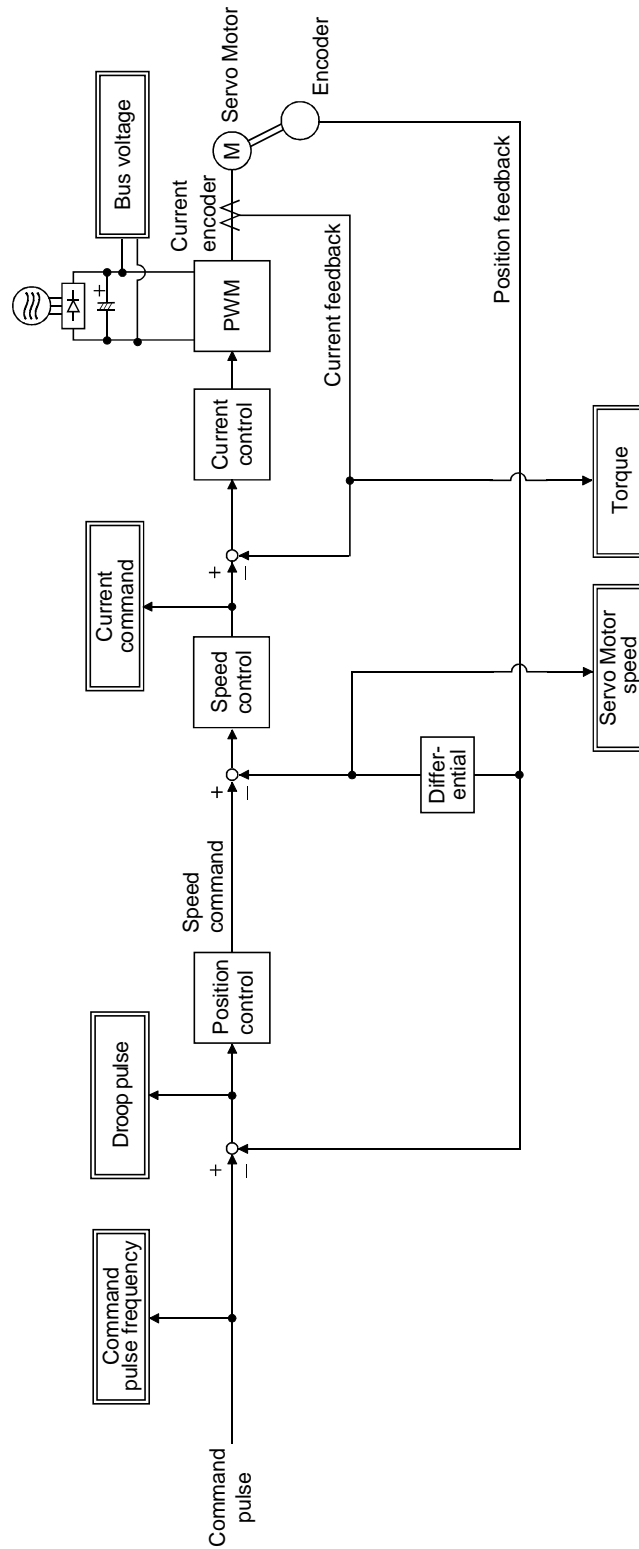 Command
pulse
Command
pulse frequency
+
−
Droop pulse
Position
control
Speed
command
+
−
Speed
control
Current
command
+
−
Current
control
PWM
+
Bus voltage
Current
encoder
M
Servo Motor
Encoder
Current feedback
Position feedback
Differ-
ential
Servo Motor
speed
Torque